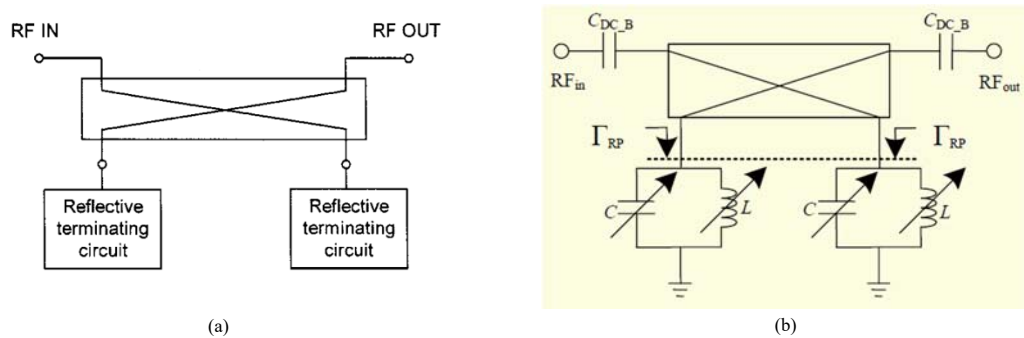 RF IN
RF OUT
Reflective
terminating
circuit
Reflective
terminating
circuit
(a)
C_DC_B
C_DC_B
RF_in
RF_out
Γ_RP
Γ_RP
C
L
C
L
(b)